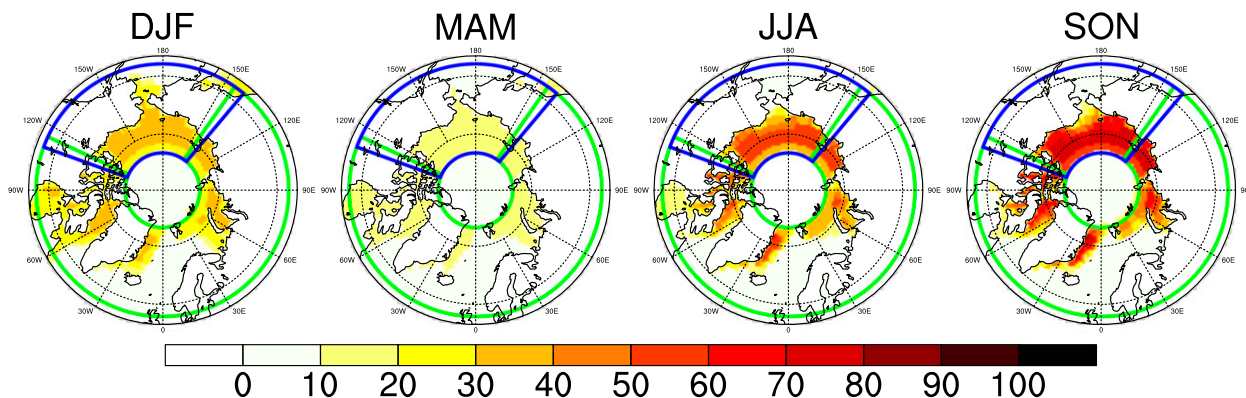 DJF MAM JJA SON
180 180 180 180
150W 150E 150W 150E 150W 150E 150W 150E
120W 120E 120W 120E 120W 120E 120W 120E
90W 90E 90W 90E 90W 90E 90W 90E
60W 60E 60W 60E 60W 60E 60W 60E
30W 30E 30W 30E 30W 30E 30W 30E
0 0 0 0
0 10 20 30 40 50 60 70 80 90 100